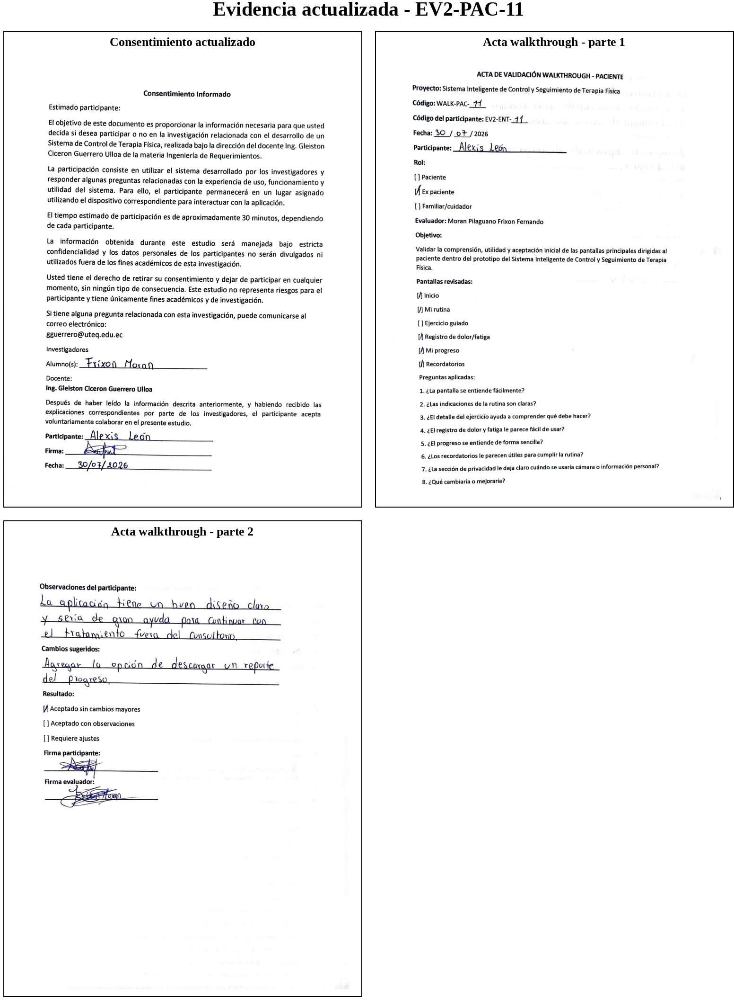 Evidencia actualizada - EV2-PAC-11
Consentimiento actualizado
Consentimiento Informado
Estimado participante:
El objetivo de este documento es proporcionar la información necesaria para que usted
decida si desea participar o no en la investigación relacionada con el desarrollo de un
Sistema de Control de Terapia Física, realizada bajo la dirección del docente Ing. Gleiston
Ciceron Guerrero Ulloa de la materia Ingeniería de Requerimientos.
La participación consiste en utilizar el sistema desarrollado por los investigadores y
responder algunas preguntas relacionadas con la experiencia de uso, funcionamiento y
utilidad del sistema. Para ello, el participante permanecerá en un lugar asignado
utilizando el dispositivo correspondiente para interactuar con la aplicación.
El tiempo estimado de participación es de aproximadamente 30 minutos, dependiendo
de cada participante.
La información obtenida durante este estudio será manejada bajo estricta
confidencialidad y los datos personales de los participantes no serán divulgados ni
utilizados fuera de los fines académicos de esta investigación.
Usted tiene el derecho de retirar su consentimiento y dejar de participar en cualquier
momento, sin ningún tipo de consecuencia. Este estudio no representa riesgos para el
participante y tiene únicamente fines académicos y de investigación.
Si tiene alguna pregunta relacionada con esta investigación, puede comunicarse al
correo electrónico:
gguerrero@uteq.edu.ec
Investigadores
Alumno(s): Frixon Moran
Docente:
Ing. Gleiston Ciceron Guerrero Ulloa
Después de haber leído la información descrita anteriormente, y habiendo recibido las
explicaciones correspondientes por parte de los investigadores, el participante acepta
voluntariamente colaborar en el presente estudio.
Participante: Alexis León
Firma:
Fecha: 30/07/2026
Acta walkthrough - parte 1
ACTA DE VALIDACIÓN WALKTHROUGH - PACIENTE
Proyecto: Sistema Inteligente de Control y Seguimiento de Terapia Física
Código: WALK-PAC-11
Código del participante: EV2-ENT-11
Fecha: 30 / 07 / 2026
Participante: Alexis León
Rol:
[ ] Paciente
[/] Ex paciente
[ ] Familiar/cuidador
Evaluador: Moran Pilaguano Frixon Fernando
Objetivo:
Validar la comprensión, utilidad y aceptación inicial de las pantallas principales dirigidas al
paciente dentro del prototipo del Sistema Inteligente de Control y Seguimiento de Terapia
Física.
Pantallas revisadas:
[/] Inicio
[/] Mi rutina
[ ] Ejercicio guiado
[/] Registro de dolor/fatiga
[/] Mi progreso
[/] Recordatorios
Preguntas aplicadas:
1. ¿La pantalla se entiende fácilmente?
2. ¿Las indicaciones de la rutina son claras?
3. ¿El detalle del ejercicio ayuda a comprender qué debe hacer?
4. ¿El registro de dolor y fatiga le parece fácil de usar?
5. ¿El progreso se entiende de forma sencilla?
6. ¿Los recordatorios le parecen útiles para cumplir la rutina?
7. ¿La sección de privacidad le deja claro cuándo se usaría cámara o información personal?
8. ¿Qué cambiaría o mejoraría?
Acta walkthrough - parte 2
Observaciones del participante:
La aplicación tiene un buen diseño claro
y sería de gran ayuda para continuar con
el tratamiento fuera del consultorio.
Cambios sugeridos:
Agregar la opción de descargar un reporte
del progreso.
Resultado:
[/] Aceptado sin cambios mayores
[ ] Aceptado con observaciones
[ ] Requiere ajustes
Firma participante:
Firma evaluador:
Frixon Moran